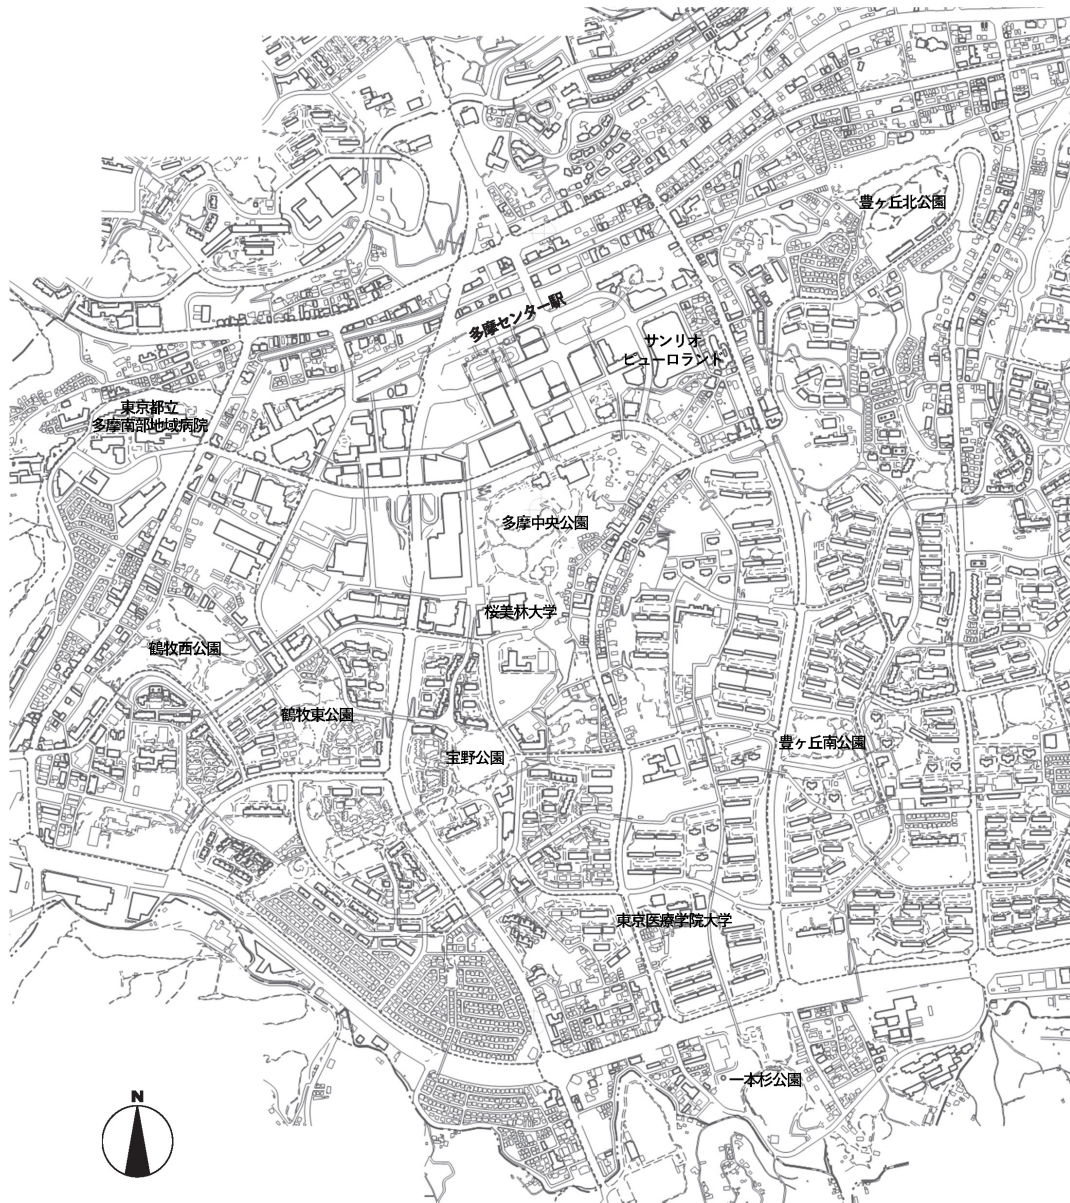 豊ヶ丘北公園
多摩センター駅
サンリオ
ピューロランド
東京都立
多摩南部地域病院
多摩中央公園
桜美林大学
鶴牧西公園
鶴牧東公園
豊ヶ丘南公園
宝野公園
東京医療学院大学
一本杉公園
N